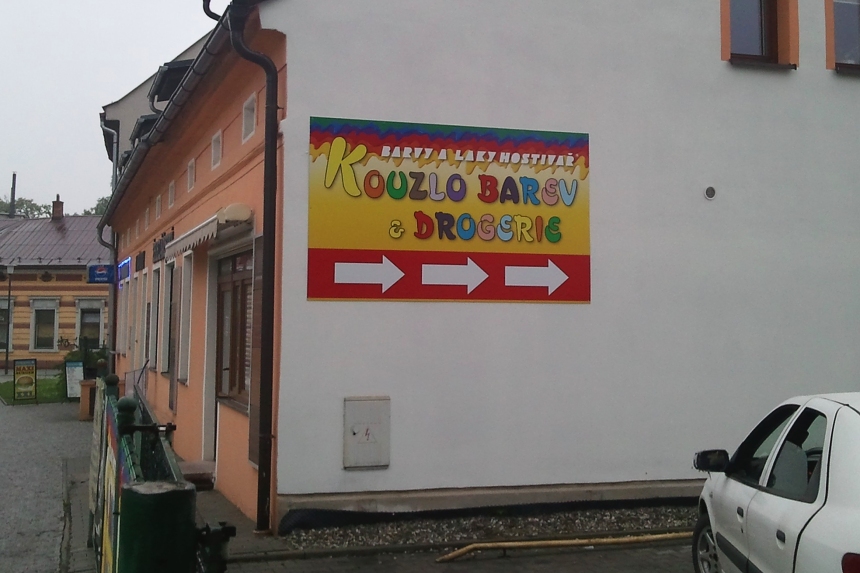 BARVY A LAKY HOSTIVAŘ
KOUZLO BAREV
& DROGERIE